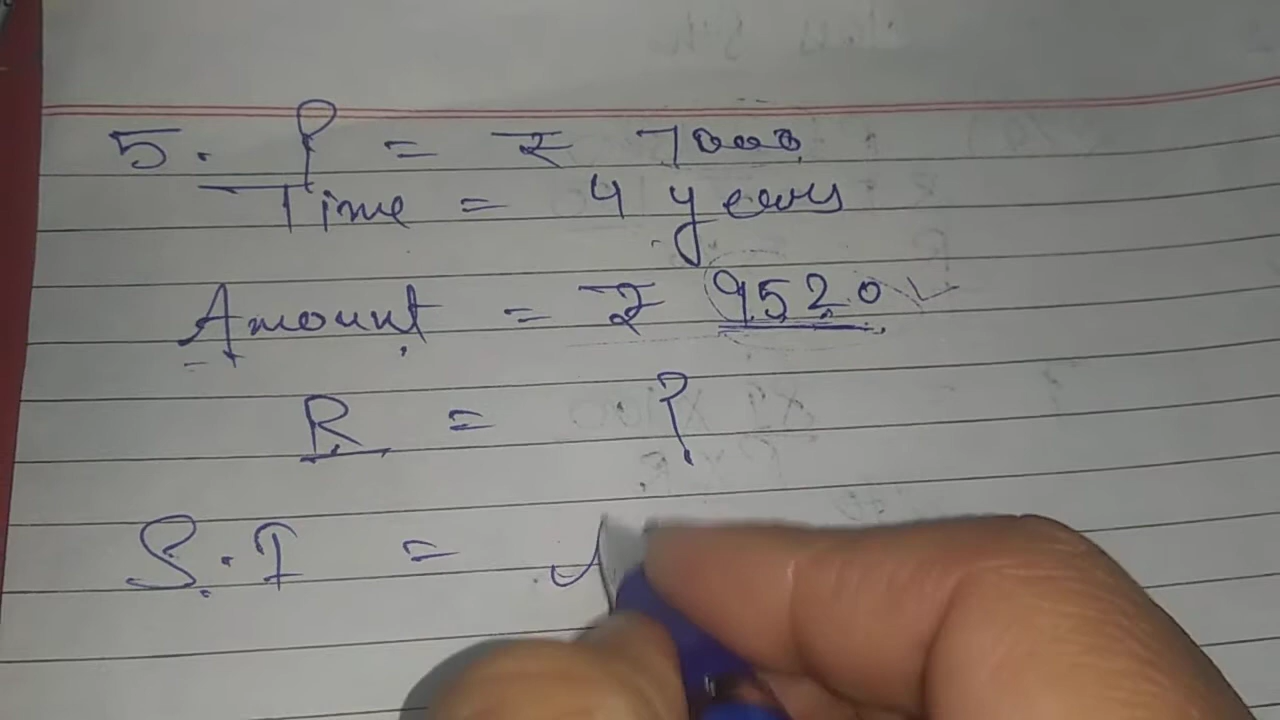 5. P = ₹ 7000
Time = 4 years
Amount = ₹ 9520
R = ?
S.I =